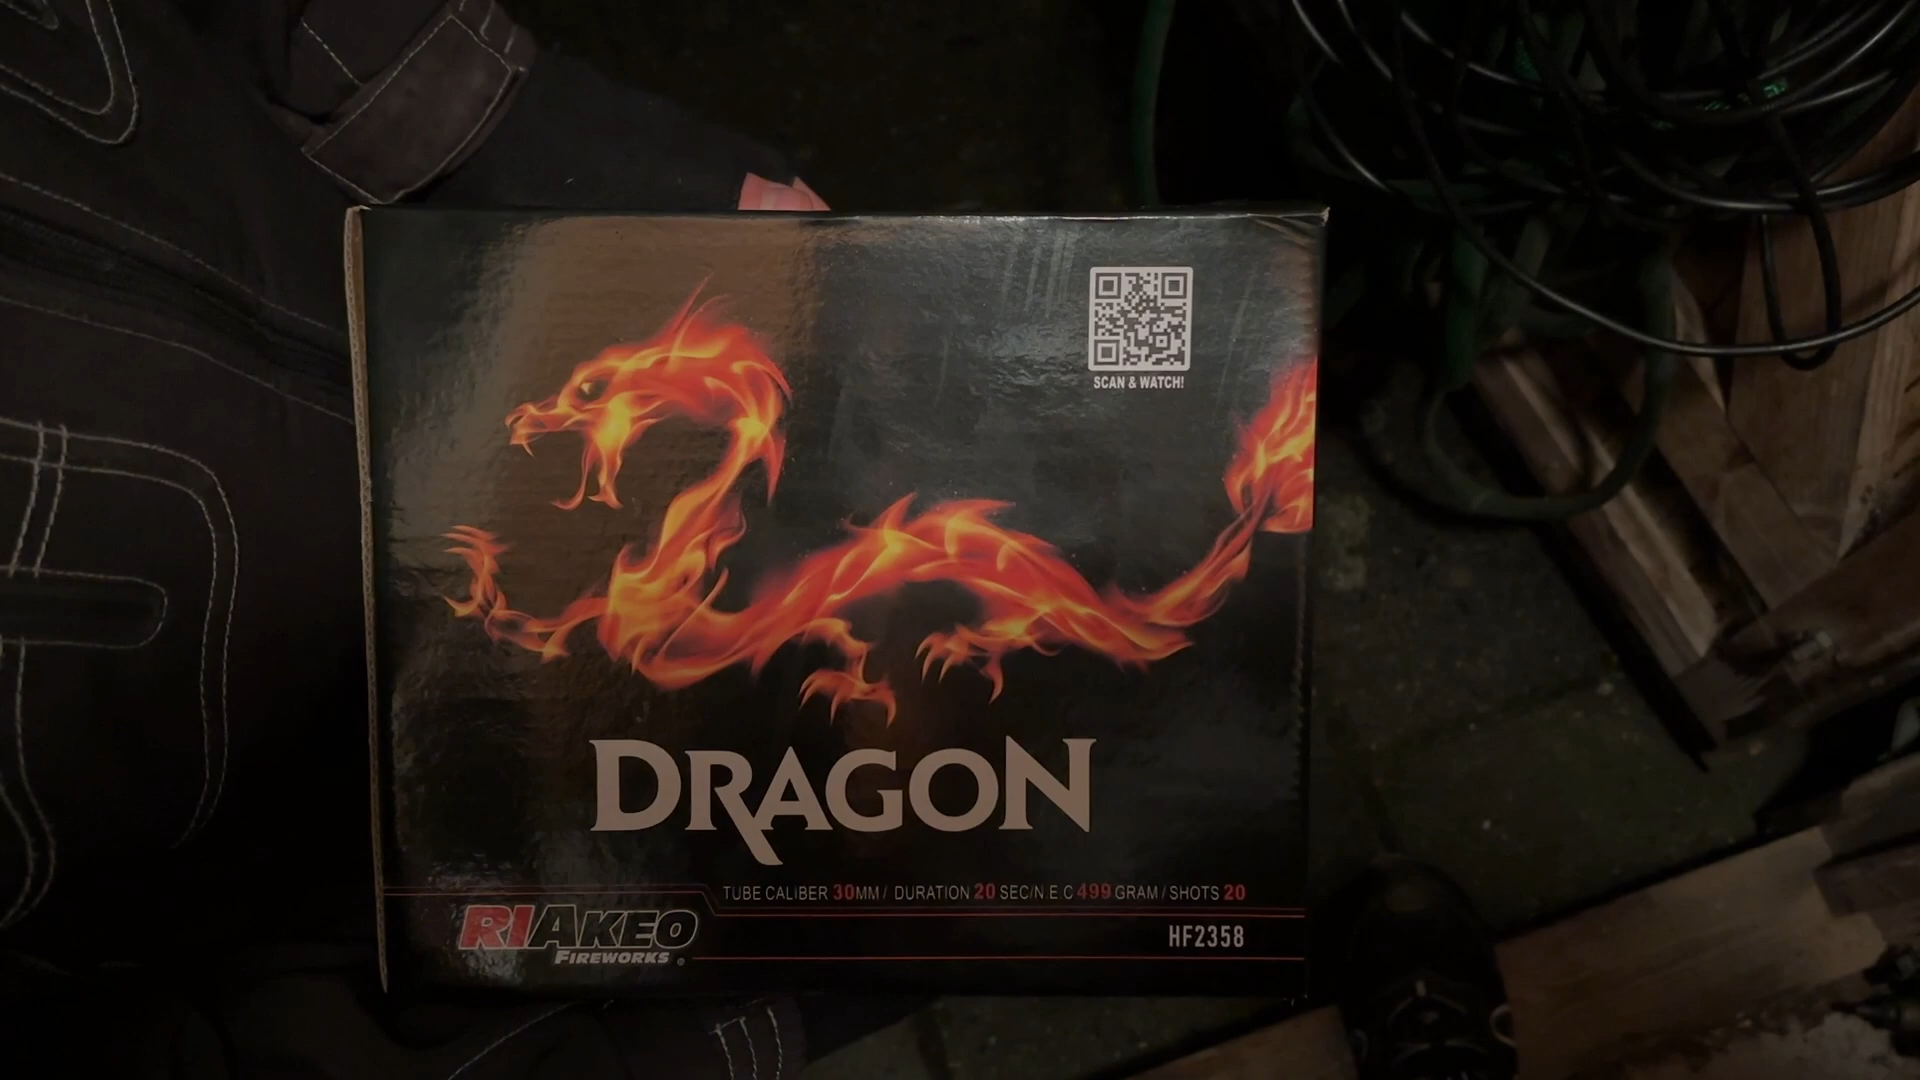 SCAN & WATCH!
DRAGON
TUBE CALIBER 30MM / DURATION 20 SEC/N.E.C 499 GRAM / SHOTS 20
RIAKEO
FIREWORKS
HF2358